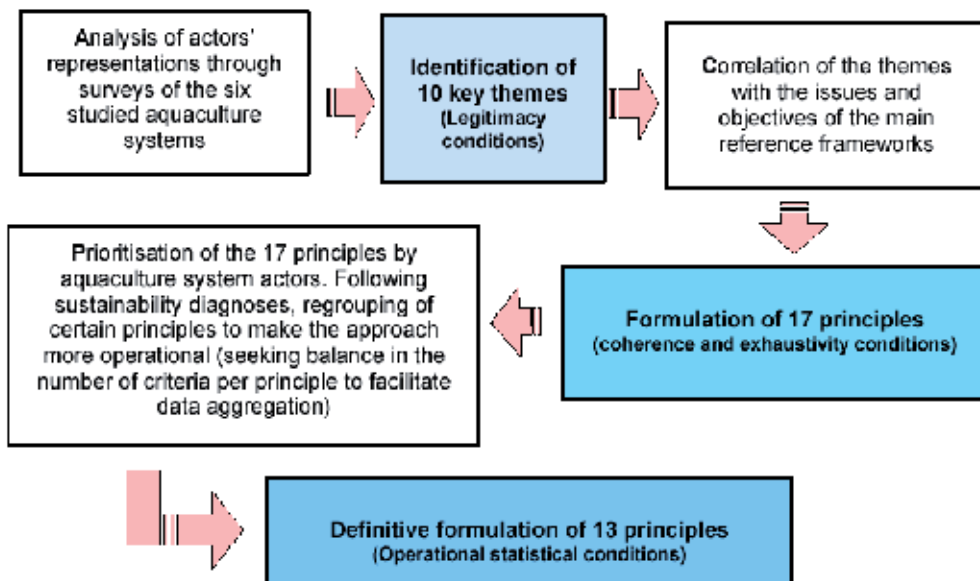 Analysis of actors'
representations through
surveys of the six
studied aquaculture
systems
Identification of
10 key themes
(Legitimacy
conditions)
Correlation of the themes
with the issues and
objectives of the main
reference frameworks
Formulation of 17 principles
(coherence and exhaustivity conditions)
Prioritisation of the 17 principles by
aquaculture system actors. Following
sustainability diagnoses, regrouping of
certain principles to make the approach
more operational (seeking balance in the
number of criteria per principle to facilitate
data aggregation)
Definitive formulation of 13 principles
(Operational statistical conditions)